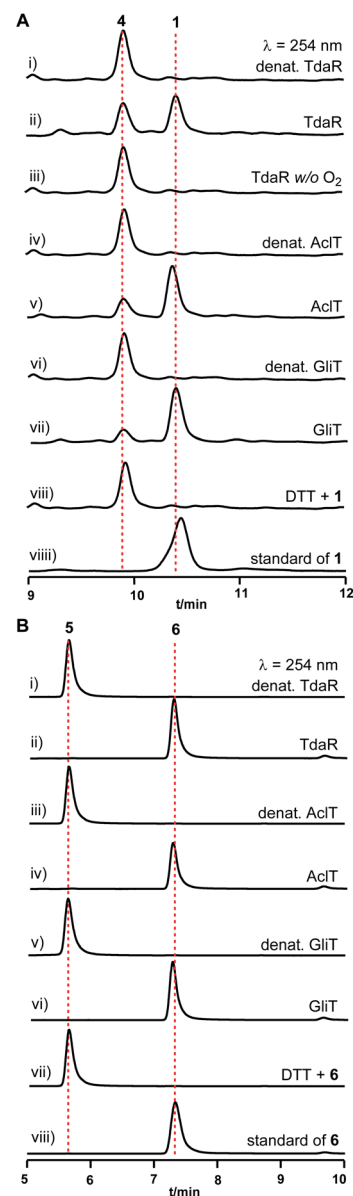 A
4 1
λ = 254 nm
i) denat. TdaR
ii) TdaR
iii) TdaR w/o O₂
iv) denat. AclT
v) AclT
vi) denat. GliT
vii) GliT
viii) DTT + 1
viiii) standard of 1
9 10 11 12
t/min
B
5 6
λ = 254 nm
i) denat. TdaR
ii) TdaR
iii) denat. AclT
iv) AclT
v) denat. GliT
vi) GliT
vii) DTT + 6
viii) standard of 6
5 6 7 8 9 10
t/min